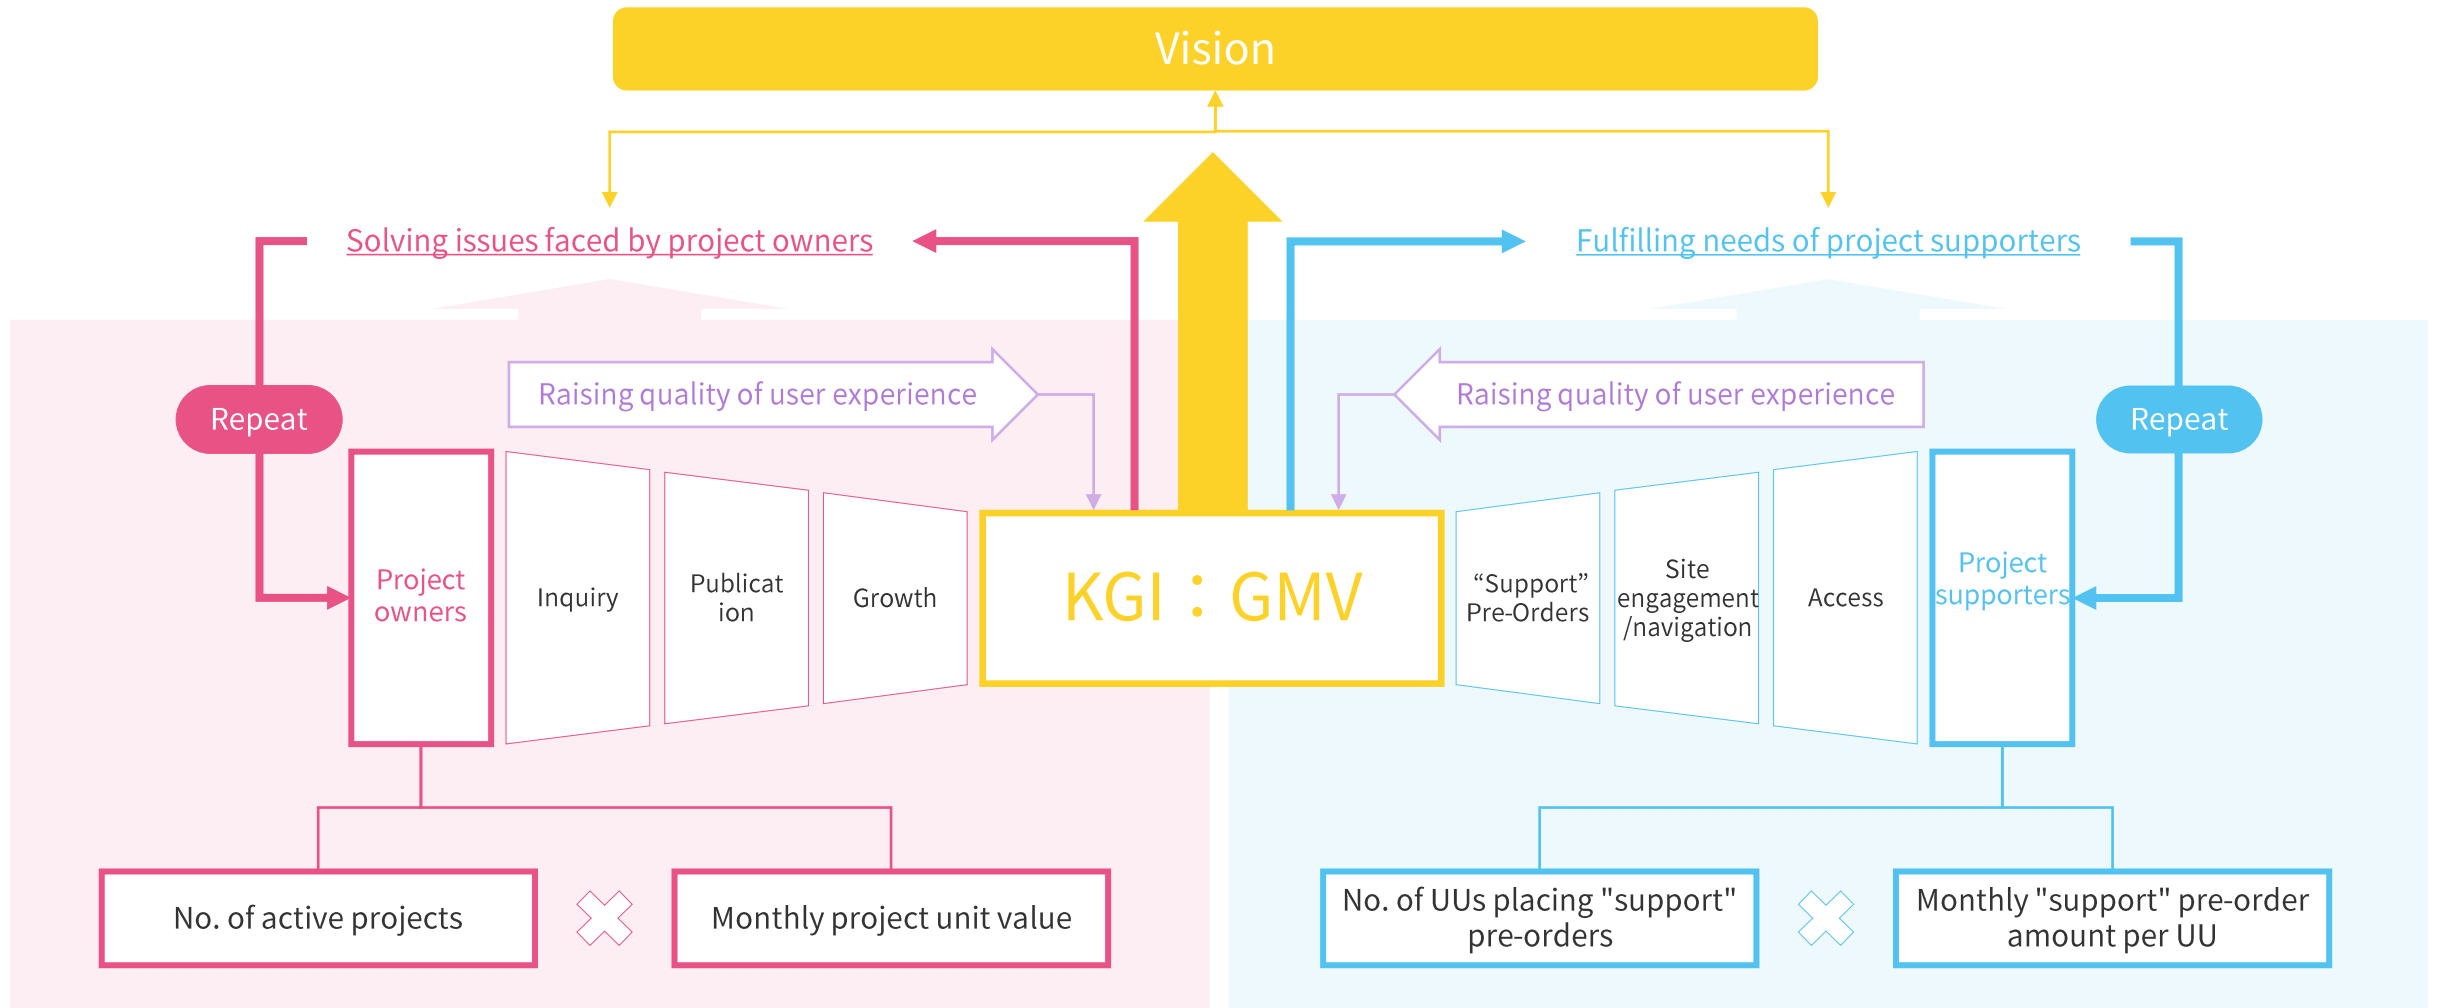 Vision
Solving issues faced by project owners
Fulfilling needs of project supporters
Raising quality of user experience
Raising quality of user experience
Repeat
Repeat
Project
owners
Inquiry
Publicat
ion
Growth
KGI：GMV
“Support”
Pre-Orders
Site
engagement
/navigation
Access
Project
supporters
No. of active projects
Monthly project unit value
No. of UUs placing "support"
pre-orders
Monthly "support" pre-order
amount per UU